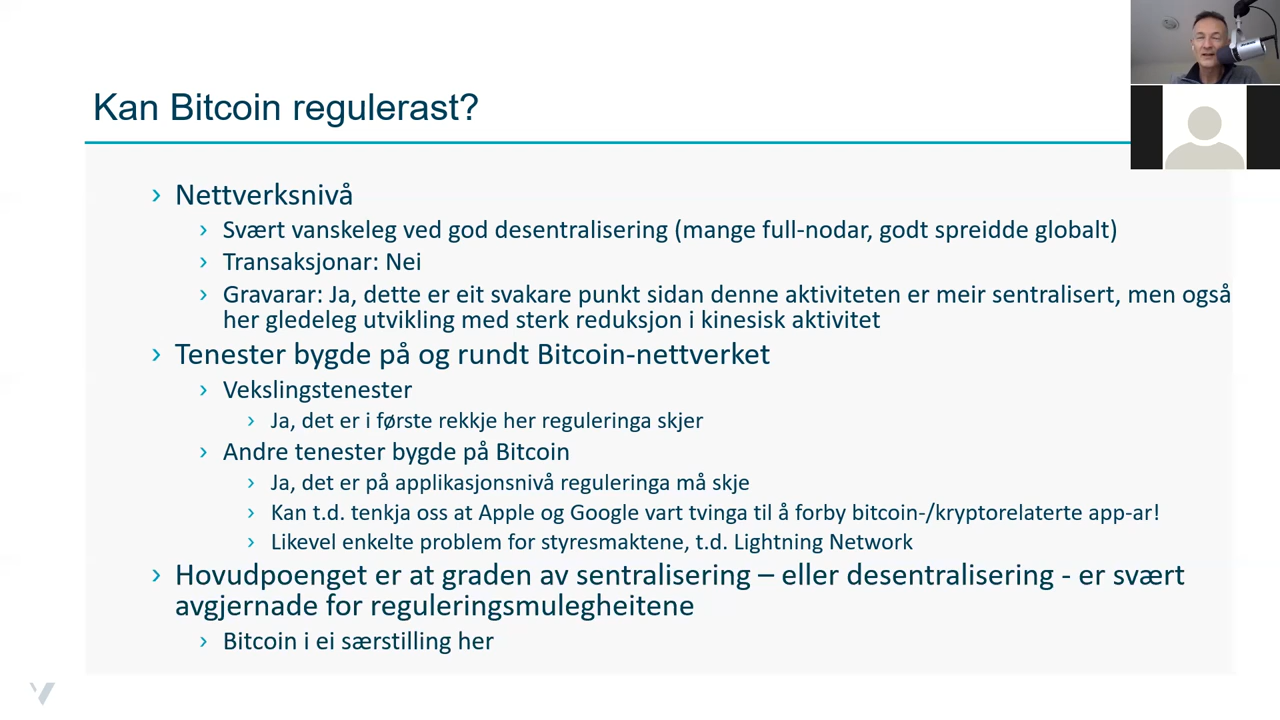 Kan Bitcoin regulerast?
› Nettverksnivå
› Svært vanskeleg ved god desentralisering (mange full-nodar, godt spreidde globalt)
› Transaksjonar: Nei
› Gravarar: Ja, dette er eit svakare punkt sidan denne aktiviteten er meir sentralisert, men også
her gledeleg utvikling med sterk reduksjon i kinesisk aktivitet
› Tenester bygde på og rundt Bitcoin-nettverket
› Vekslingstenester
› Ja, det er i første rekkje her reguleringa skjer
› Andre tenester bygde på Bitcoin
› Ja, det er på applikasjonsnivå reguleringa må skje
› Kan t.d. tenkja oss at Apple og Google vart tvinga til å forby bitcoin-/kryptorelaterte app-ar!
› Likevel enkelte problem for styresmaktene, t.d. Lightning Network
› Hovudpoenget er at graden av sentralisering – eller desentralisering - er svært
avgjernade for reguleringsmulegheitene
› Bitcoin i ei særstilling her